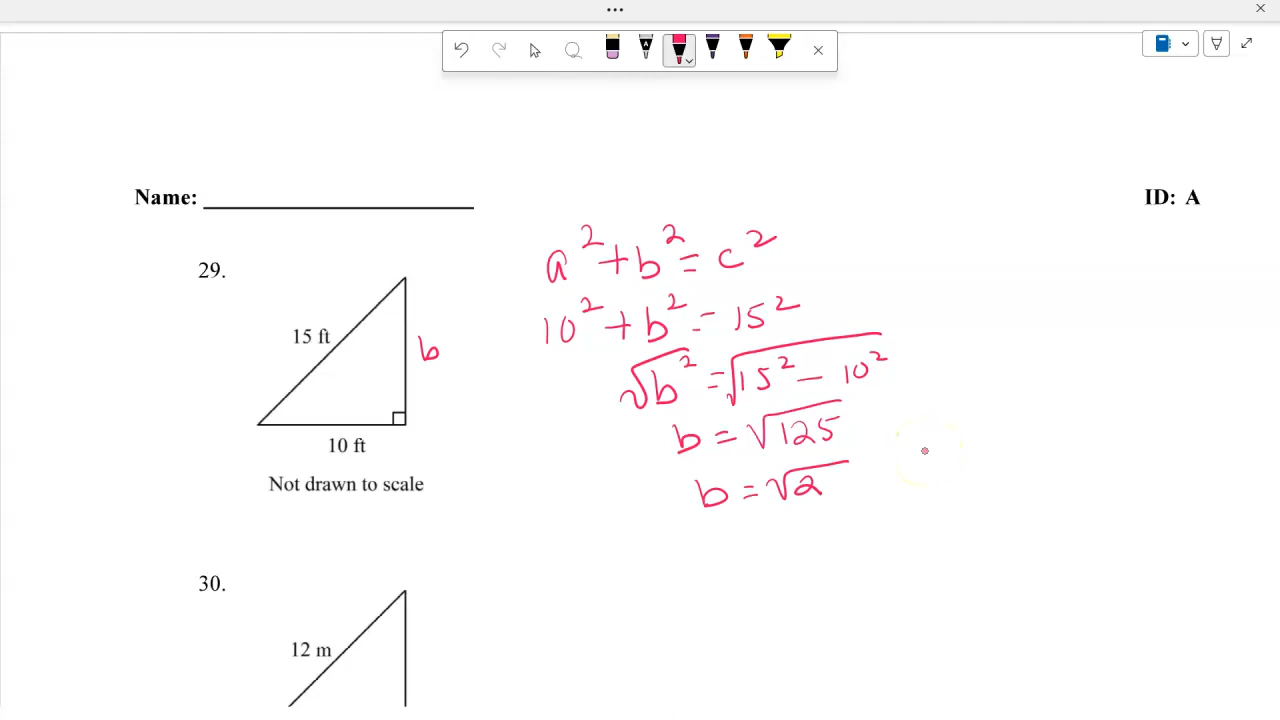 Name: ID: A
29.
15 ft
b
10 ft
Not drawn to scale
a² + b² = c²
10² + b² = 15²
√b² = √15² − 10²
b = √125
b = √2
30.
12 m